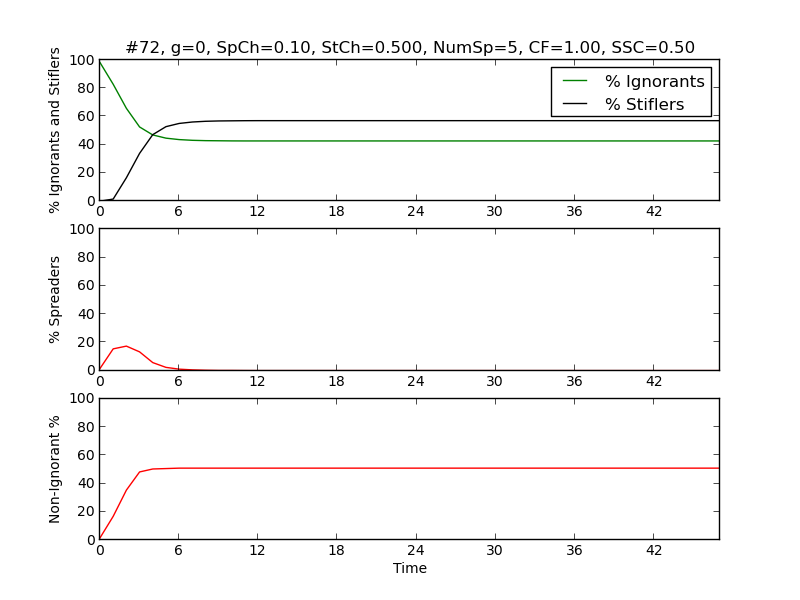 #72, g=0, SpCh=0.10, StCh=0.500, NumSp=5, CF=1.00, SSC=0.50
% Ignorants and Stiflers
100
80
60
40
20
0
% Ignorants
% Stiflers
0 6 12 18 24 30 36 42
% Spreaders
100
80
60
40
20
0
0 6 12 18 24 30 36 42
Non-Ignorant %
100
80
60
40
20
0
0 6 12 18 24 30 36 42
Time